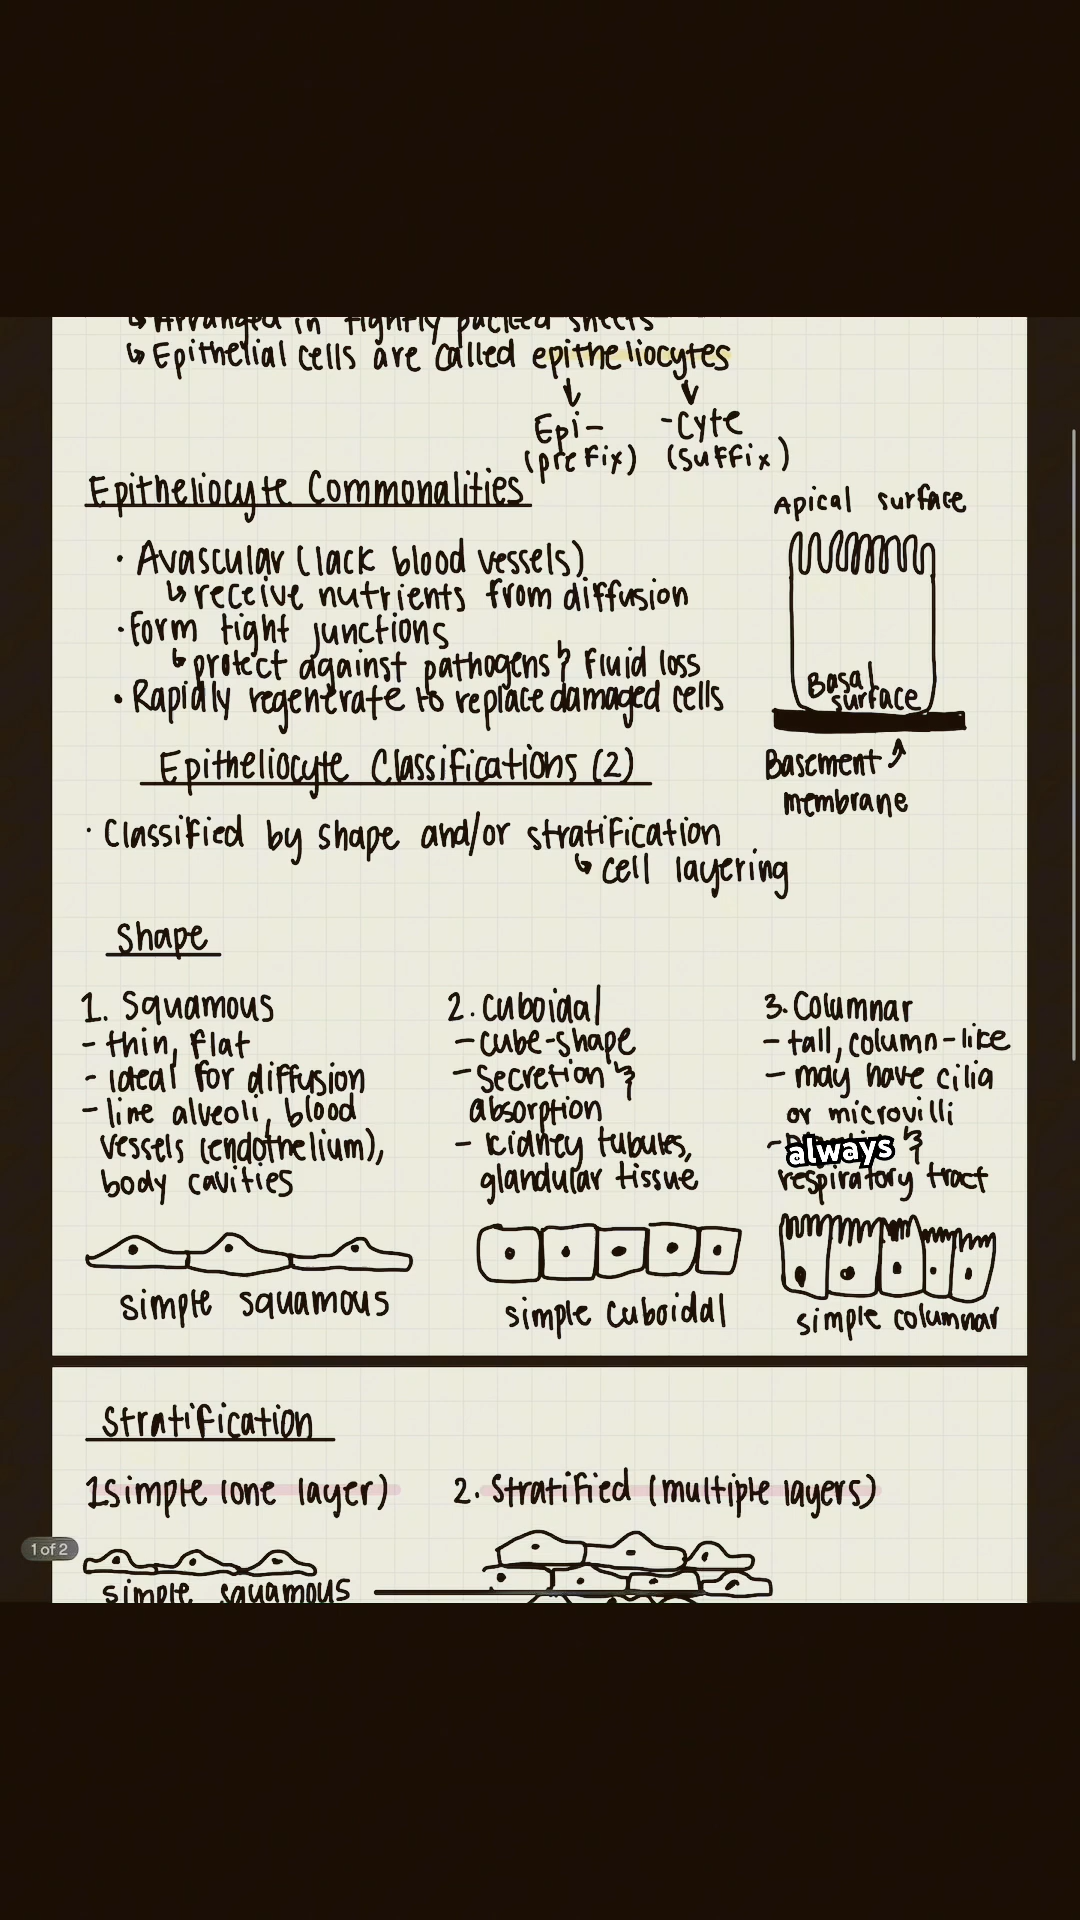 ↳ Arranged in tightly packed sheets
↳ Epithelial cells are called epitheliocytes
↓ ↓
Epi- -Cyte
(prefix) (suffix)
Epitheliocyte Commonalities
Apical surface
• Avascular (lack blood vessels)
↳ receive nutrients from diffusion
• Form tight junctions
↳ protect against pathogens & fluid loss
• Rapidly regenerate to replace damaged cells
Basal
surface
Basement
membrane
Epitheliocyte Classifications (2)
• Classified by shape and/or stratification
↳ cell layering
Shape
1. Squamous
- thin, flat
- ideal for diffusion
- line alveoli, blood
vessels (endothelium),
body cavities
simple squamous
2. Cuboidal
- cube-shape
- secretion &
absorption
- kidney tubules,
glandular tissue
simple cuboidal
3. Columnar
- tall, column-like
- may have cilia
or microvilli
- &
always
respiratory tract
simple columnar
Stratification
1 Simple (one layer)
2. Stratified (multiple layers)
1 of 2
simple squamous